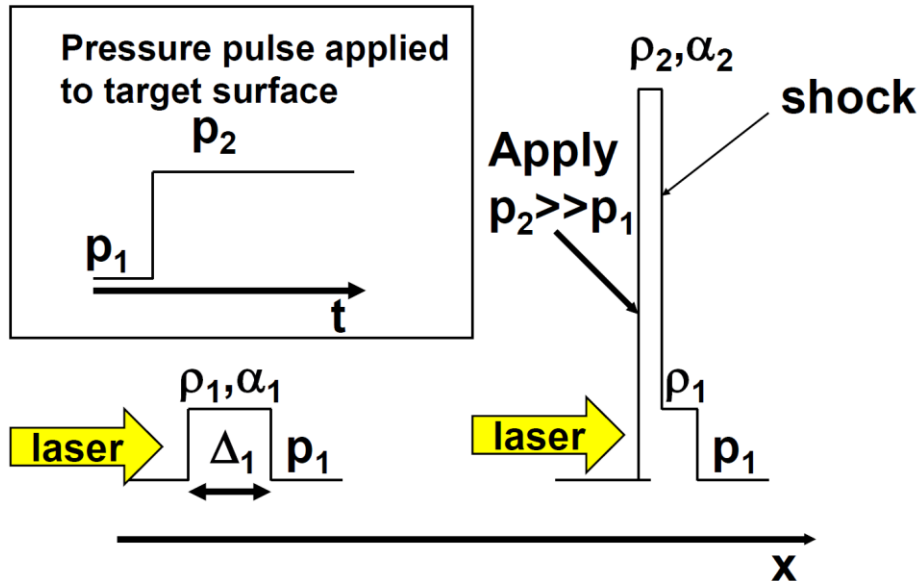 Pressure pulse applied
to target surface
p₂
p₁
t
ρ₂,α₂
shock
Apply
p₂>>p₁
ρ₁,α₁
laser
Δ₁
p₁
laser
ρ₁
p₁
x